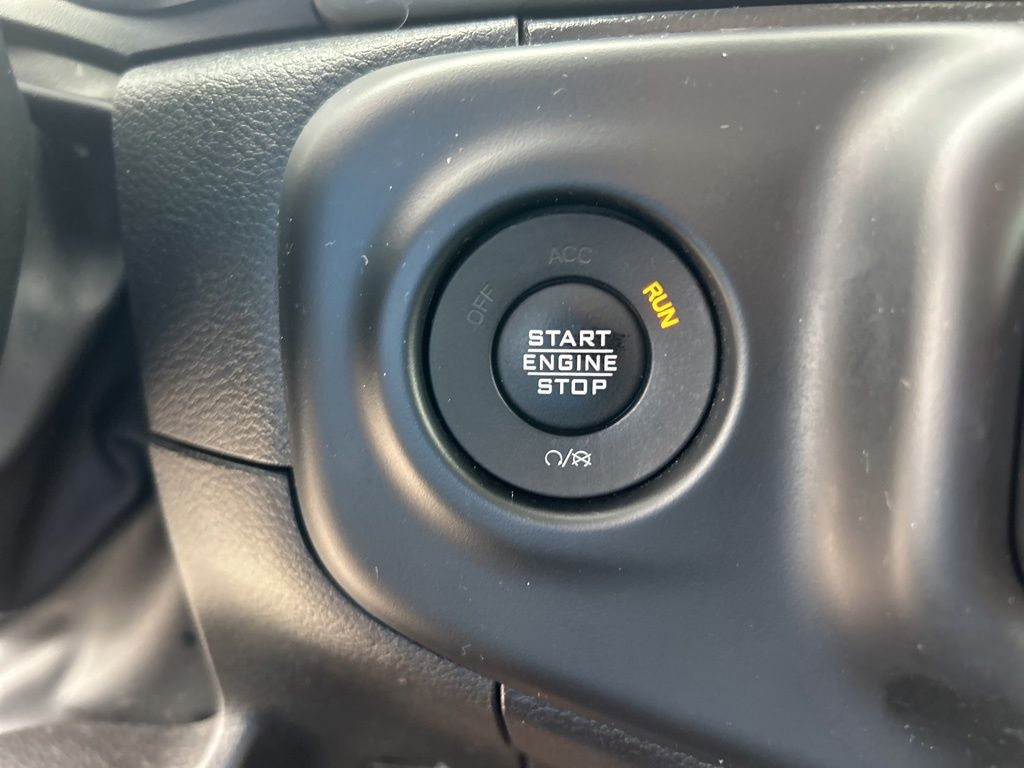 ACC
OFF
RUN
START
ENGINE
STOP